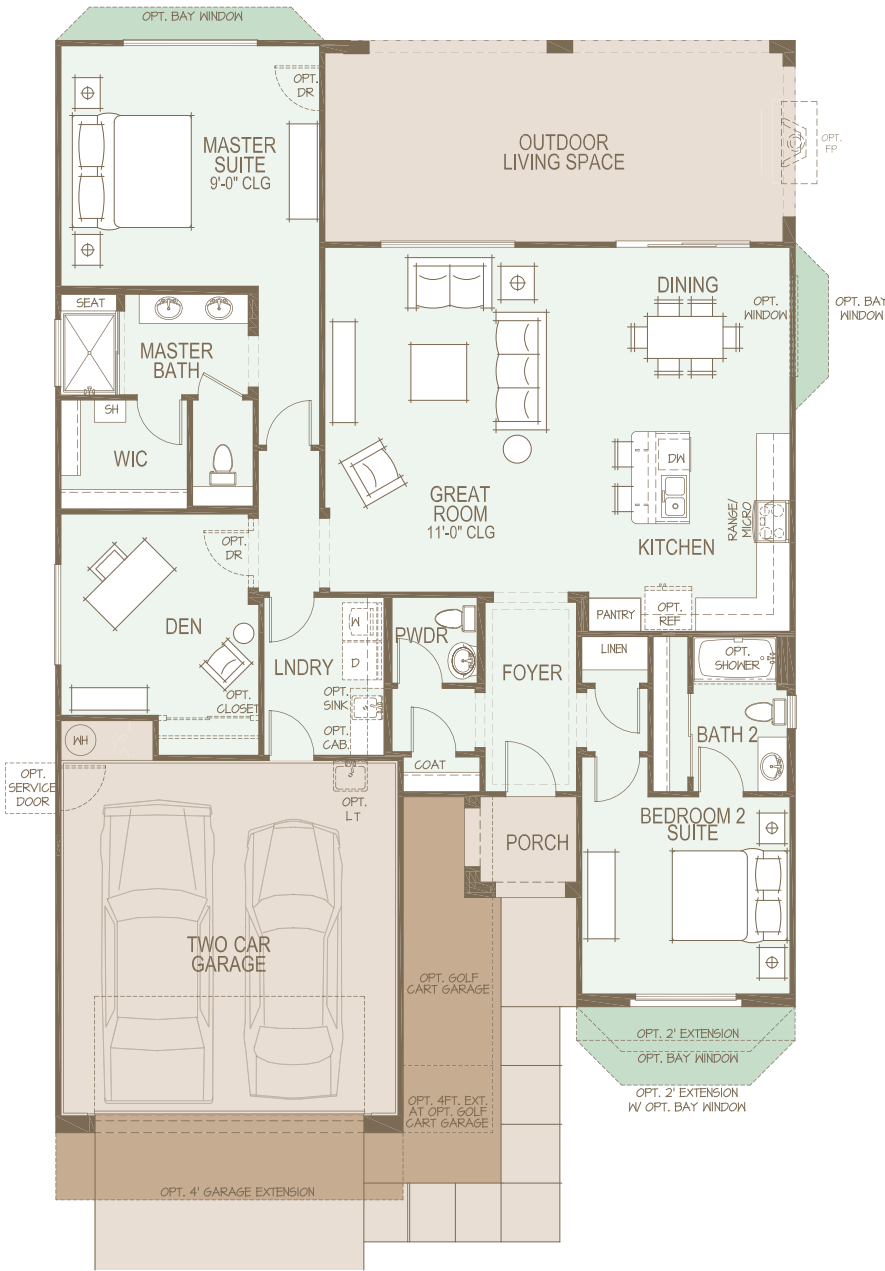 OPT. BAY WINDOW
OPT.
DR
MASTER
SUITE
9'-0" CLG
OUTDOOR
LIVING SPACE
OPT.
FP
SEAT
MASTER
BATH
SH
WIC
DINING
OPT.
WINDOW
OPT. BAY
WINDOW
DW
GREAT
ROOM
11'-0" CLG
RANGE/
MICRO
KITCHEN
OPT.
DR
DEN
OPT.
CLOSET
LNDRY
W
D
OPT.
SINK
OPT.
CAB.
PWDR
FOYER
COAT
PANTRY
OPT.
REF
LINEN
OPT.
SHOWER
BATH 2
WH
OPT.
SERVICE
DOOR
OPT.
LT
PORCH
BEDROOM 2
SUITE
TWO CAR
GARAGE
OPT. GOLF
CART GARAGE
OPT. 4FT. EXT.
AT OPT. GOLF
CART GARAGE
OPT. 2' EXTENSION
OPT. BAY WINDOW
OPT. 2' EXTENSION
W/ OPT. BAY WINDOW
OPT. 4' GARAGE EXTENSION